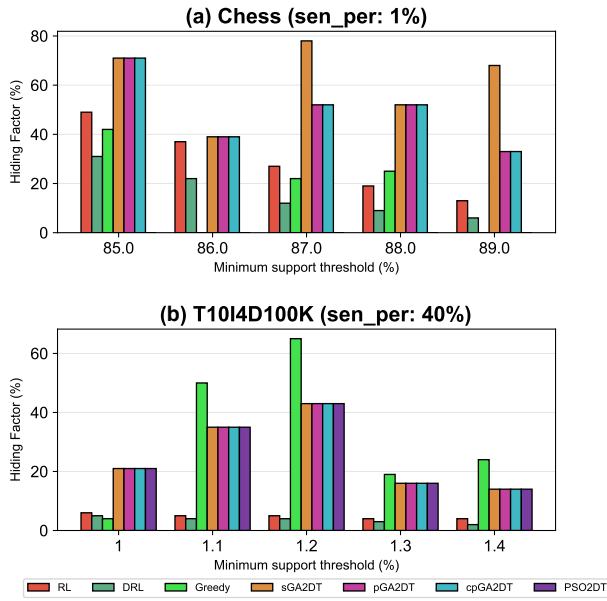 (a) Chess (sen_per: 1%)
Hiding Factor (%)
80
60
40
20
0
85.0 86.0 87.0 88.0 89.0
Minimum support threshold (%)
(b) T10I4D100K (sen_per: 40%)
Hiding Factor (%)
60
40
20
0
1 1.1 1.2 1.3 1.4
Minimum support threshold (%)
RL DRL Greedy sGA2DT pGA2DT cpGA2DT PSO2DT